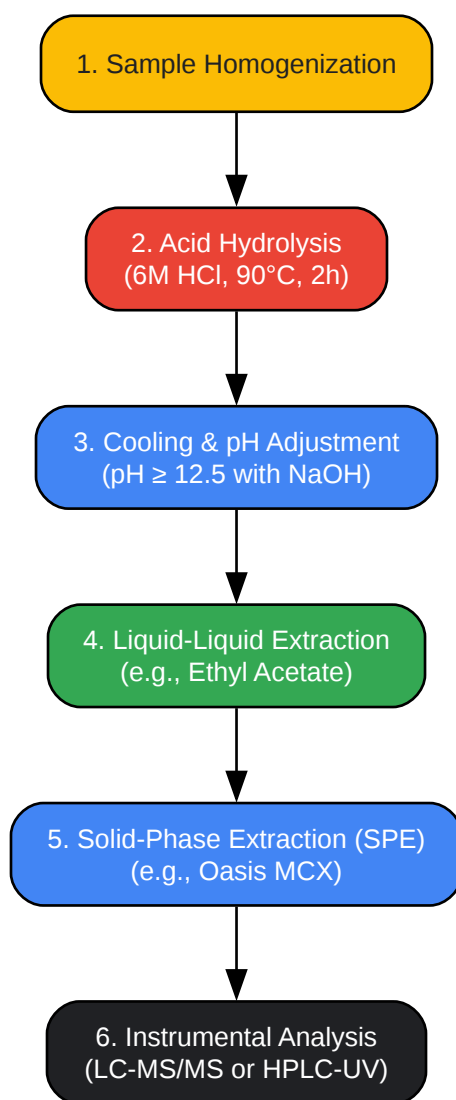 1. Sample Homogenization
2. Acid Hydrolysis
(6M HCl, 90°C, 2h)
3. Cooling & pH Adjustment
(pH ≥ 12.5 with NaOH)
4. Liquid-Liquid Extraction
(e.g., Ethyl Acetate)
5. Solid-Phase Extraction (SPE)
(e.g., Oasis MCX)
6. Instrumental Analysis
(LC-MS/MS or HPLC-UV)